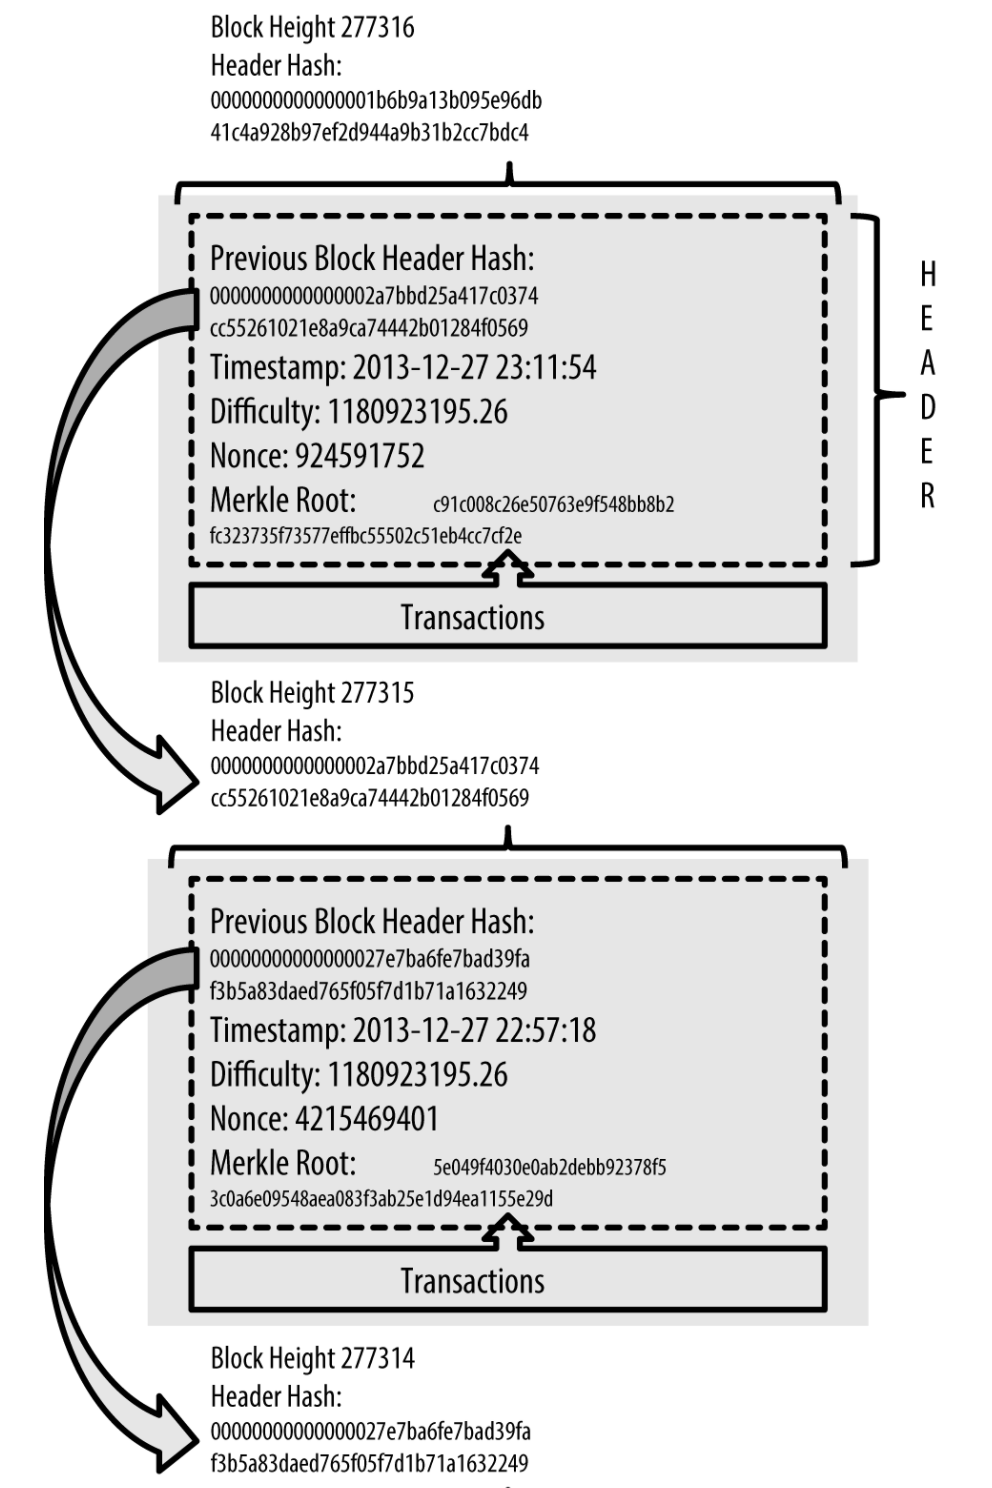 Block Height 277316
Header Hash:
0000000000000001b6b9a13b095e96db
41c4a928b97ef2d944a9b31b2cc7bdc4
Previous Block Header Hash:
0000000000000002a7bbd25a417c0374
cc55261021e8a9ca74442b01284f0569
Timestamp: 2013-12-27 23:11:54
Difficulty: 1180923195.26
Nonce: 924591752
Merkle Root: c91c008c26e50763e9f548bb8b2
fc323735f73577effbc55502c51eb4cc7cf2e
HEADER
Transactions
Block Height 277315
Header Hash:
0000000000000002a7bbd25a417c0374
cc55261021e8a9ca74442b01284f0569
Previous Block Header Hash:
00000000000000027e7ba6fe7bad39fa
f3b5a83daed765f05f7d1b71a1632249
Timestamp: 2013-12-27 22:57:18
Difficulty: 1180923195.26
Nonce: 4215469401
Merkle Root: 5e049f4030e0ab2debb92378f5
3c0a6e09548aea083f3ab25e1d94ea1155e29d
Transactions
Block Height 277314
Header Hash:
00000000000000027e7ba6fe7bad39fa
f3b5a83daed765f05f7d1b71a1632249